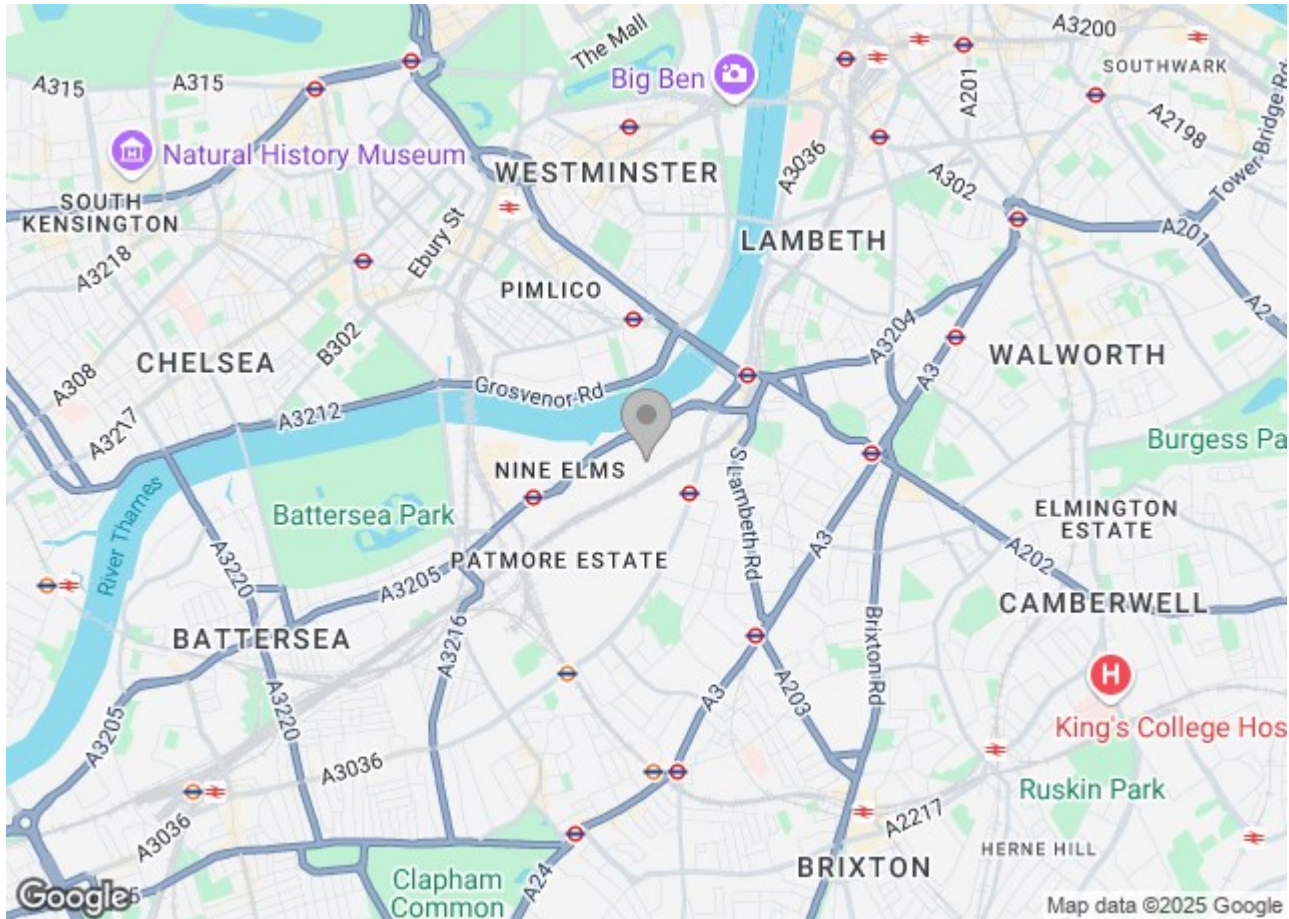 A3200
The Mall
SOUTHWARK
A315
A315
Big Ben
A201
A2198
Tower Bridge Rd
A3036
Natural History Museum
WESTMINSTER
A302
SOUTH
KENSINGTON
A201
Ebury St
LAMBETH
A3218
PIMLICO
A2
B302
A3204
CHELSEA
A3
WALWORTH
A308
Grosvenor Rd
A3212
A3217
Burgess Pa
S Lambeth Rd
NINE ELMS
River Thames
Battersea Park
ELMINGTON
ESTATE
A3
A202
PATMORE ESTATE
A3220
A3205
CAMBERWELL
BATTERSEA
A3216
Brixton Rd
H
A203
A3
A3205
A3220
King's College Hos
A3036
Ruskin Park
A2217
A3036
HERNE HILL
BRIXTON
Clapham
Common
A24
Google
Map data ©2025 Google